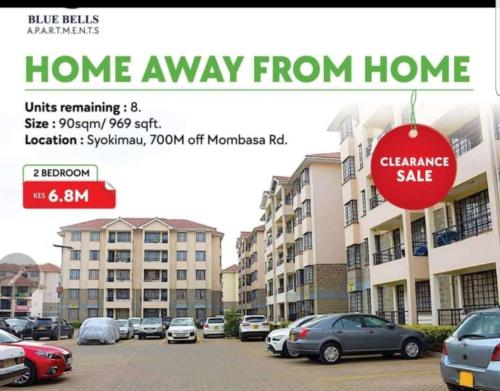 BLUE BELLS
A.P.A.R.T.M.E.N.T.S
HOME AWAY FROM HOME
Units remaining : 8.
Size : 90sqm/ 969 sqft.
Location : Syokimau, 700M off Mombasa Rd.
CLEARANCE
SALE
2 BEDROOM
KES 6.8M